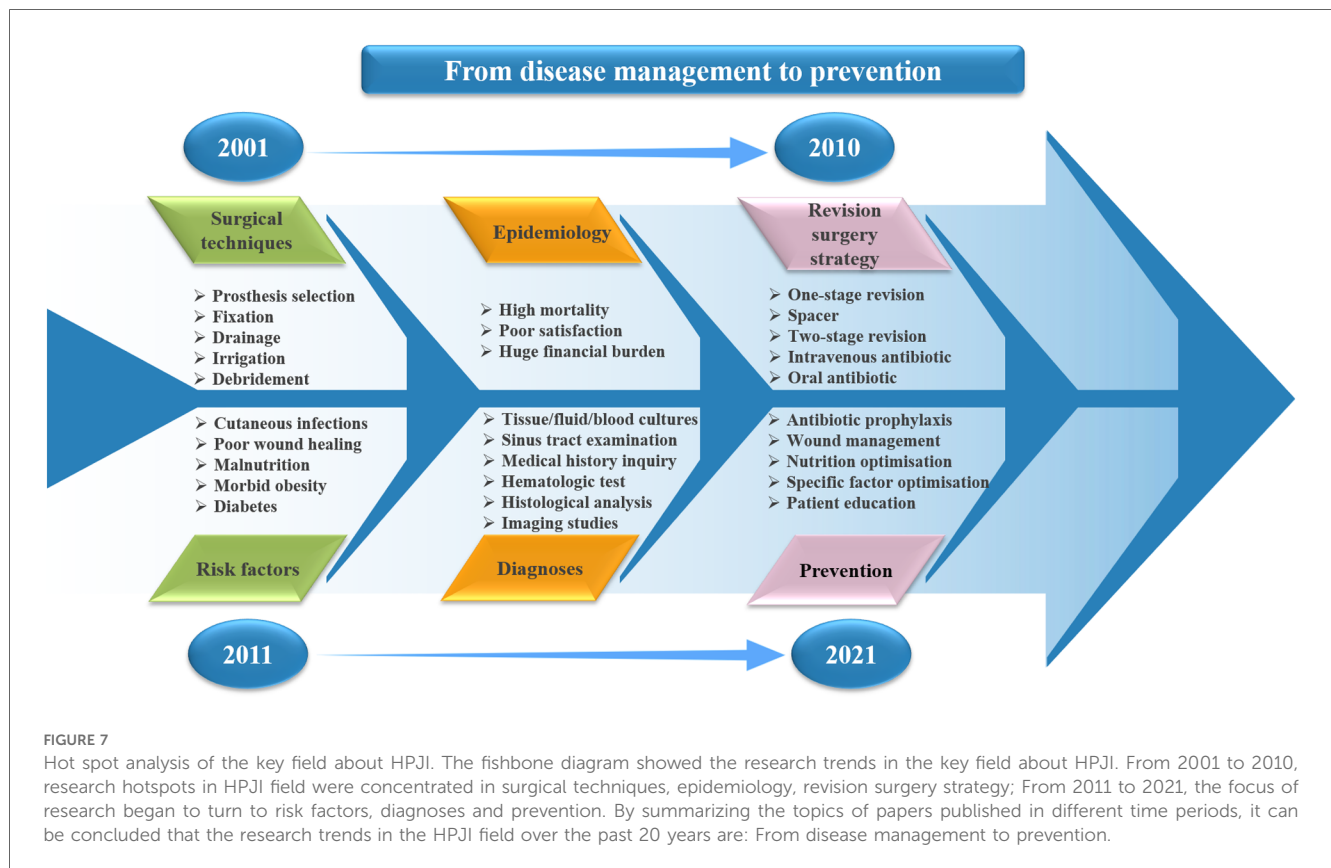 From disease management to prevention
2001
2010
Surgical
techniques
➢ Prosthesis selection
➢ Fixation
➢ Drainage
➢ Irrigation
➢ Debridement
Epidemiology
➢ High mortality
➢ Poor satisfaction
➢ Huge financial burden
Revision
surgery
strategy
➢ One-stage revision
➢ Spacer
➢ Two-stage revision
➢ Intravenous antibiotic
➢ Oral antibiotic
➢ Cutaneous infections
➢ Poor wound healing
➢ Malnutrition
➢ Morbid obesity
➢ Diabetes
Risk factors
➢ Tissue/fluid/blood cultures
➢ Sinus tract examination
➢ Medical history inquiry
➢ Hematologic test
➢ Histological analysis
➢ Imaging studies
Diagnoses
➢ Antibiotic prophylaxis
➢ Wound management
➢ Nutrition optimisation
➢ Specific factor optimisation
➢ Patient education
Prevention
2011
2021
FIGURE 7
Hot spot analysis of the key field about HPJI. The fishbone diagram showed the research trends in the key field about HPJI. From 2001 to 2010,
research hotspots in HPJI field were concentrated in surgical techniques, epidemiology, revision surgery strategy; From 2011 to 2021, the focus of
research began to turn to risk factors, diagnoses and prevention. By summarizing the topics of papers published in different time periods, it can
be concluded that the research trends in the HPJI field over the past 20 years are: From disease management to prevention.